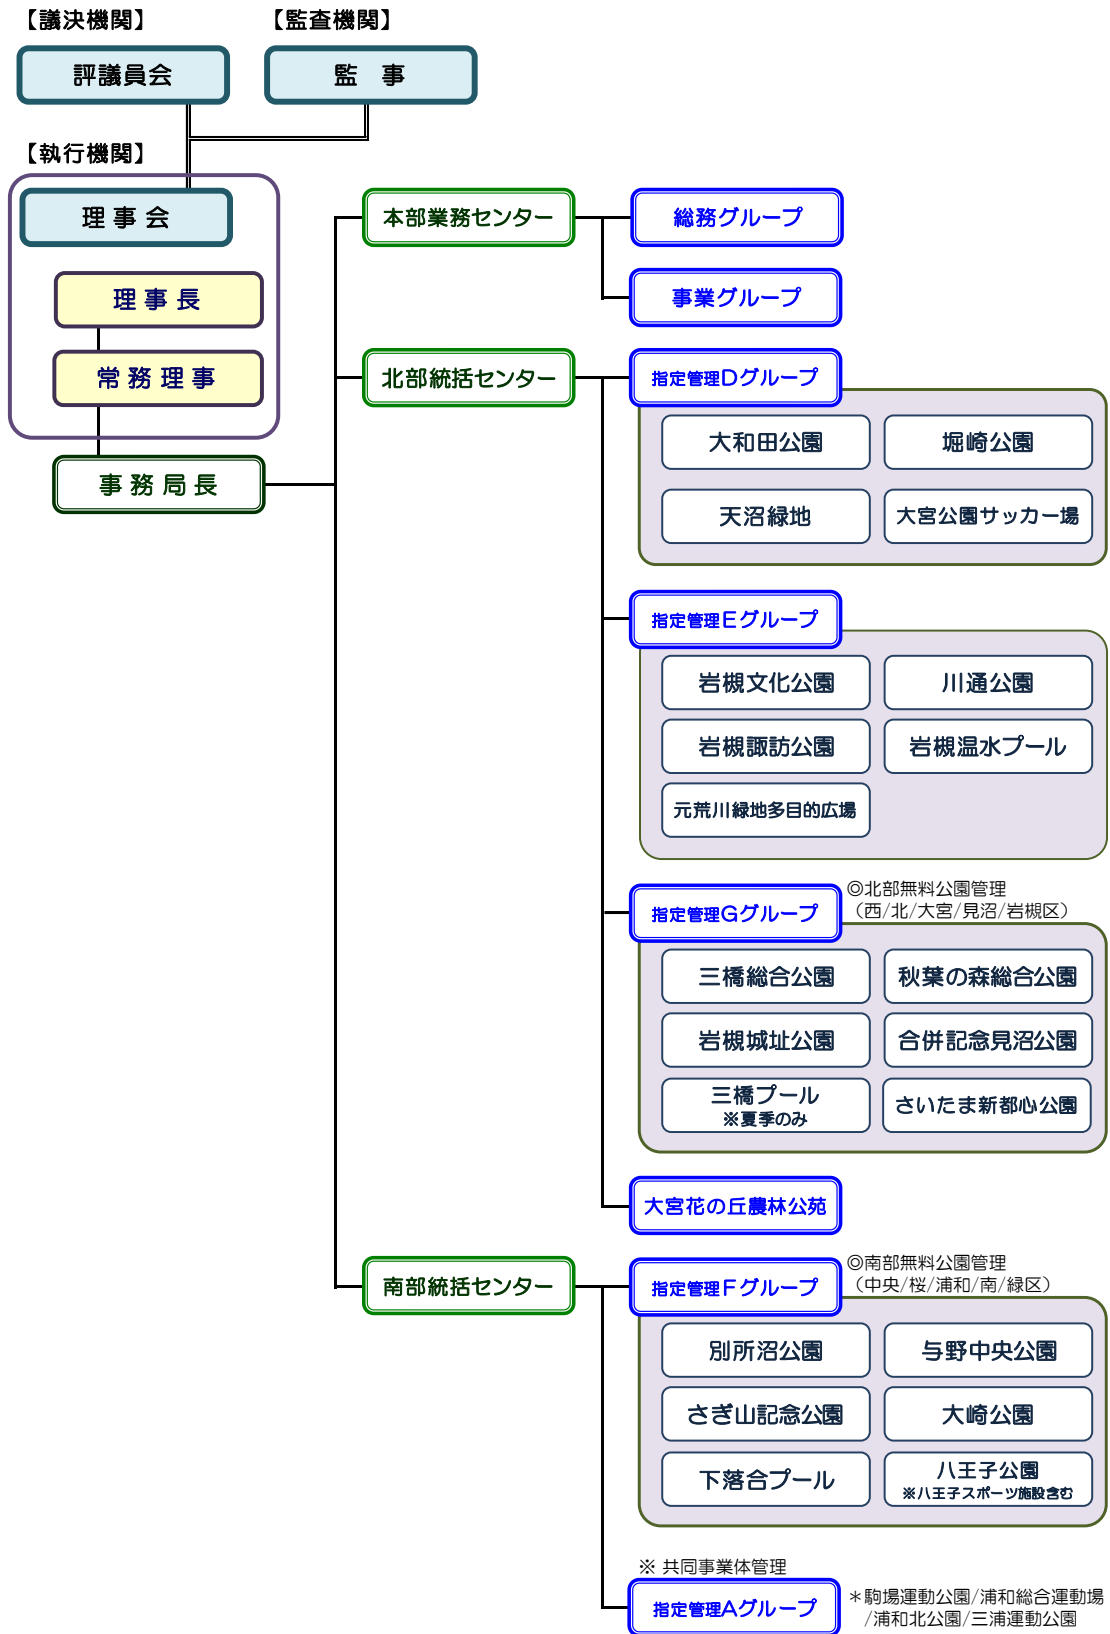 【議決機関】
【監査機関】
評議員会
監　事
【執行機関】
理 事 会
理 事 長
常 務 理 事
事 務 局 長
本部業務センター
総務グループ
事業グループ
北部統括センター
指定管理Dグループ
大和田公園
堀崎公園
天沼緑地
大宮公園サッカー場
指定管理Eグループ
岩槻文化公園
川通公園
岩槻諏訪公園
岩槻温水プール
元荒川緑地多目的広場
指定管理Gグループ
◎北部無料公園管理
（西/北/大宮/見沼/岩槻区）
三橋総合公園
秋葉の森総合公園
岩槻城址公園
合併記念見沼公園
三橋プール
※夏季のみ
さいたま新都心公園
大宮花の丘農林公苑
南部統括センター
指定管理Fグループ
◎南部無料公園管理
（中央/桜/浦和/南/緑区）
別所沼公園
与野中央公園
さぎ山記念公園
大崎公園
下落合プール
八王子公園
※八王子スポーツ施設含む
※ 共同事業体管理
指定管理Aグループ
＊駒場運動公園/浦和総合運動場
/浦和北公園/三浦運動公園